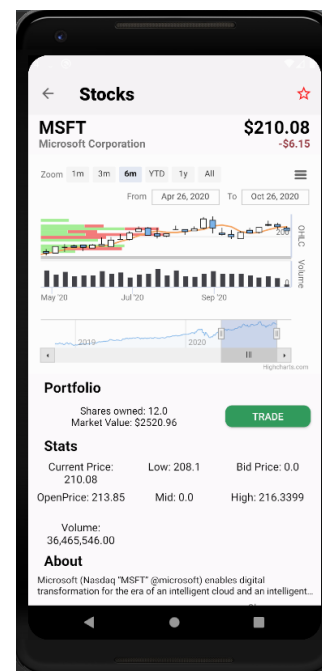 Stocks
MSFT $210.08
Microsoft Corporation -$6.15
Zoom 1m 3m 6m YTD 1y All
From Apr 26, 2020 To Oct 26, 2020
200
OHLC
Volume
May '20 Jul '20 Sep '20
2019 2020
Highcharts.com
Portfolio
Shares owned: 12.0
Market Value: $2520.96
TRADE
Stats
Current Price: 210.08 Low: 208.1 Bid Price: 0.0
OpenPrice: 213.85 Mid: 0.0 High: 216.3399
Volume:
36,465,546.00
About
Microsoft (Nasdaq "MSFT" @microsoft) enables digital
transformation for the era of an intelligent cloud and an intelligent...